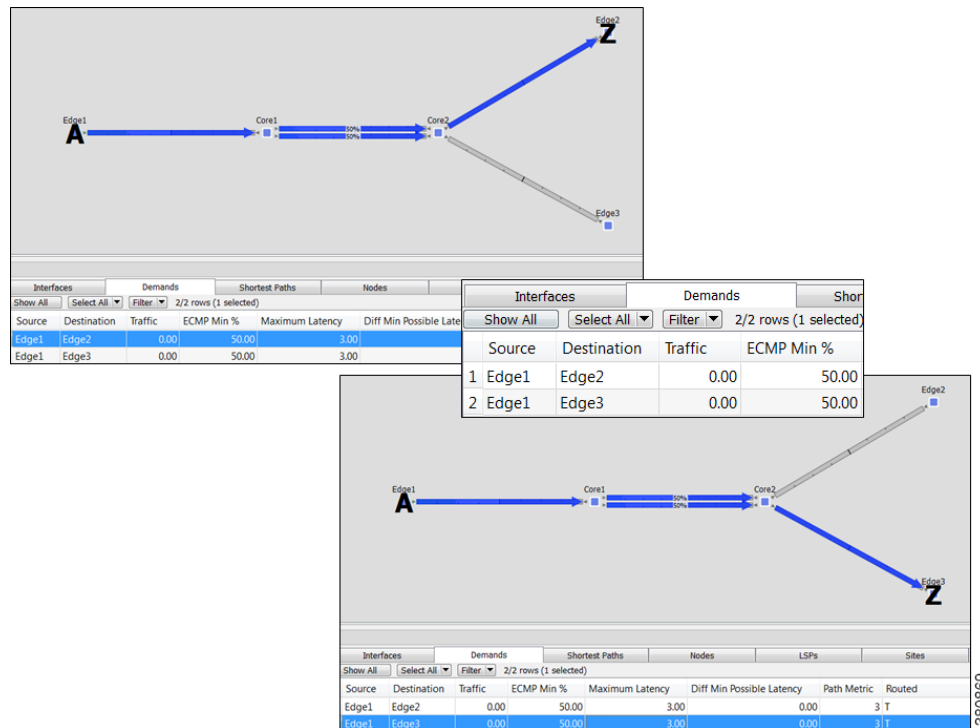 Edge2
Z
Edge1
A
Core1
50%
50%
Core2
Edge3
Interfaces Demands Shortest Paths Nodes
Show All Select All Filter 2/2 rows (1 selected)
Source Destination Traffic ECMP Min % Maximum Latency Diff Min Possible Late
Edge1 Edge2 0.00 50.00 3.00
Edge1 Edge3 0.00 50.00 3.00
Interfaces Demands Shor
Show All Select All Filter 2/2 rows (1 selected)
Source Destination Traffic ECMP Min %
1 Edge1 Edge2 0.00 50.00
2 Edge1 Edge3 0.00 50.00
Edge2
Edge1
A
Core1
50%
50%
Core2
Edge3
Z
Interfaces Demands Shortest Paths Nodes LSPs Sites
Show All Select All Filter 2/2 rows (1 selected)
Source Destination Traffic ECMP Min % Maximum Latency Diff Min Possible Latency Path Metric Routed
Edge1 Edge2 0.00 50.00 3.00 0.00 3 T
Edge1 Edge3 0.00 50.00 3.00 0.00 3 T